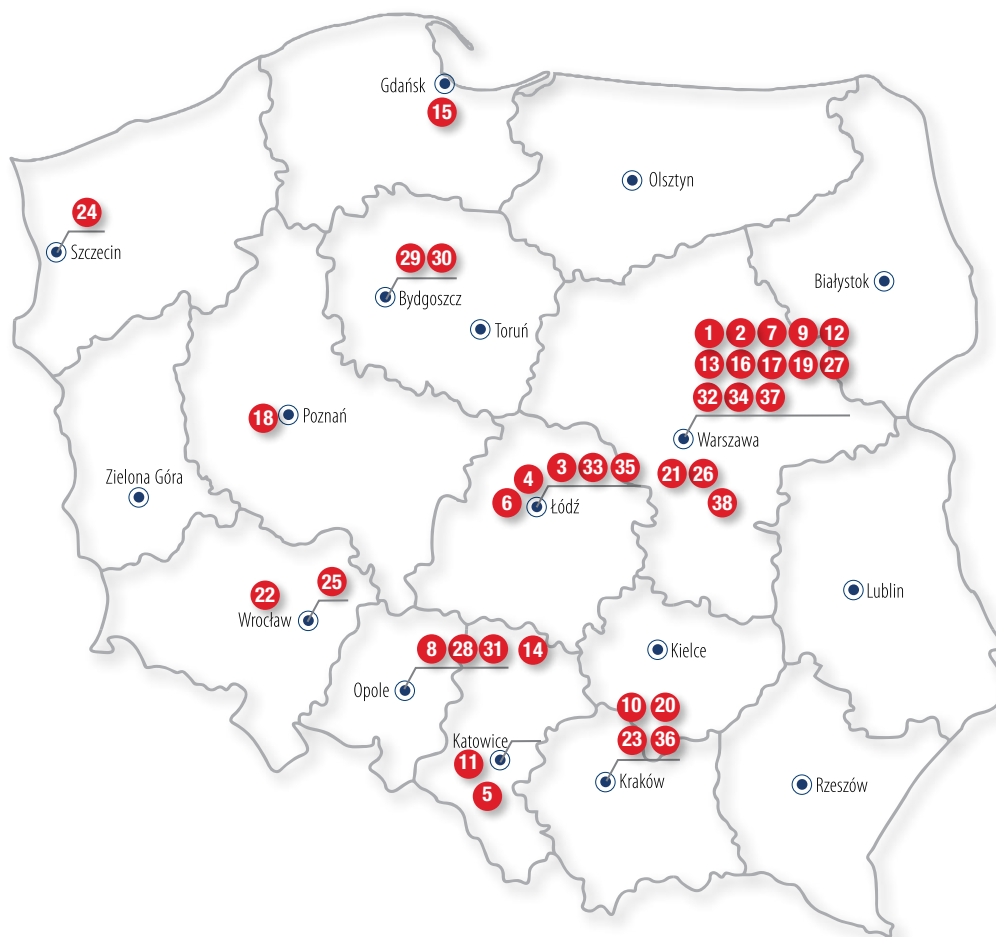 Gdańsk
15
Olsztyn
24
Szczecin
29 30
Bydgoszcz
Białystok
Toruń
1 2 7 9 12
13 16 17 19 27
32 34 37
Warszawa
18 Poznań
Zielona Góra
3 33 35
4
6
Łódź
21 26
38
25
22
Wrocław
Lublin
8 28 31
14
Opole
Kielce
10 20
23 36
Kraków
Katowice
11
5
Rzeszów